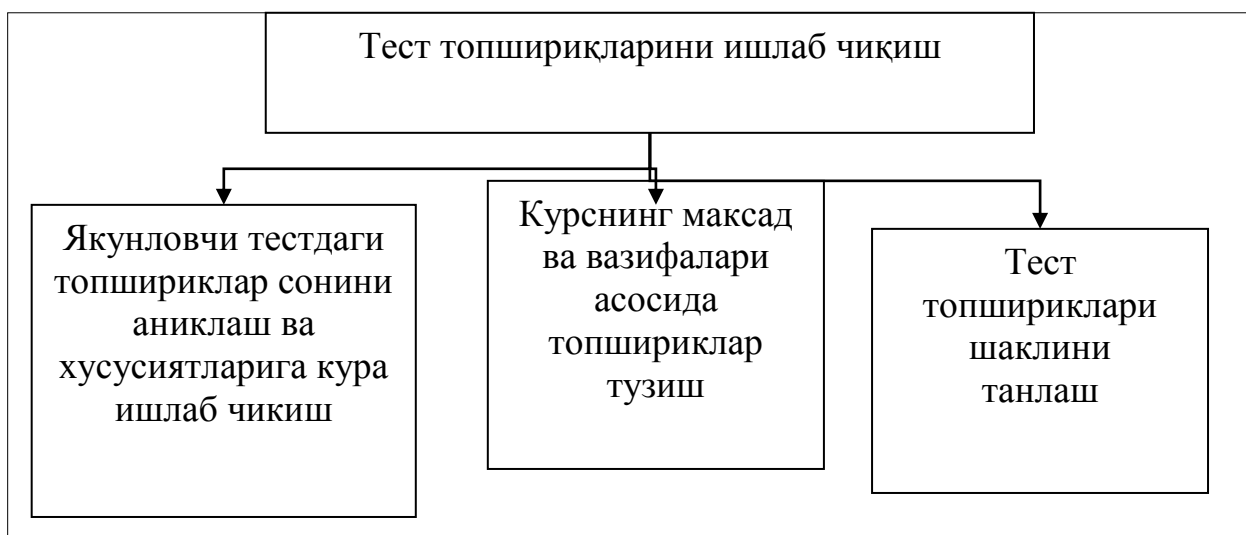 Тест топшириқларини ишлаб чиқиш
Якунловчи тестдаги
топшириклар сонини
аниклаш ва
хусусиятларига кура
ишлаб чикиш
Курснинг максад
ва вазифалари
асосида
топшириклар
тузиш
Тест
топшириклари
шаклини
танлаш